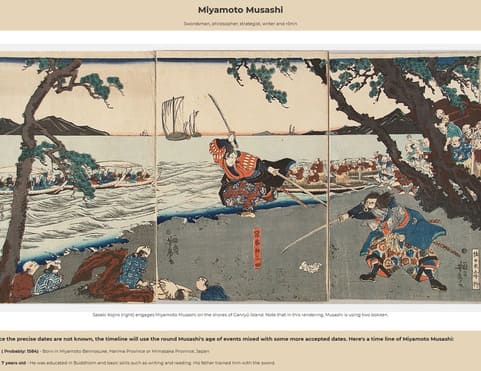 Miyamoto Musashi
Swordsman, philosopher, strategist, writer and rōnin
Sasaki Kojiro (right) engages Miyamoto Musashi on the shores of Ganryū Island. Note that in this rendering, Musashi is using two bokken.
ce the precise dates are not known, the timeline will use the round Musashi's age of events mixed with some more accepted dates. Here's a time line of Miyamoto Musashi:
( Probably: 1584) - Born in Miyamoto Bennosuke, Harima Province or Mimasaka Province, Japan
7 years old - He was educated in Buddhism and basic skills such as writing and reading. His father trained him with the sword